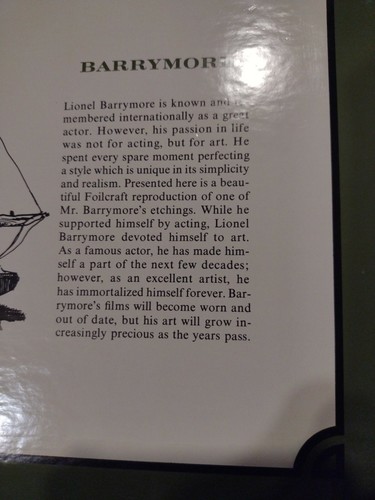 BARRYMOR
Lionel Barrymore is known and
membered internationally as a great
actor. However, his passion in life
was not for acting, but for art. He
spent every spare moment perfecting
a style which is unique in its simplicity
and realism. Presented here is a beau-
tiful Foilcraft reproduction of one of
Mr. Barrymore's etchings. While he
supported himself by acting, Lionel
Barrymore devoted himself to art.
As a famous actor, he has made him-
self a part of the next few decades;
however, as an excellent artist, he
has immortalized himself forever. Bar-
rymore's films will become worn and
out of date, but his art will grow in-
creasingly precious as the years pass.